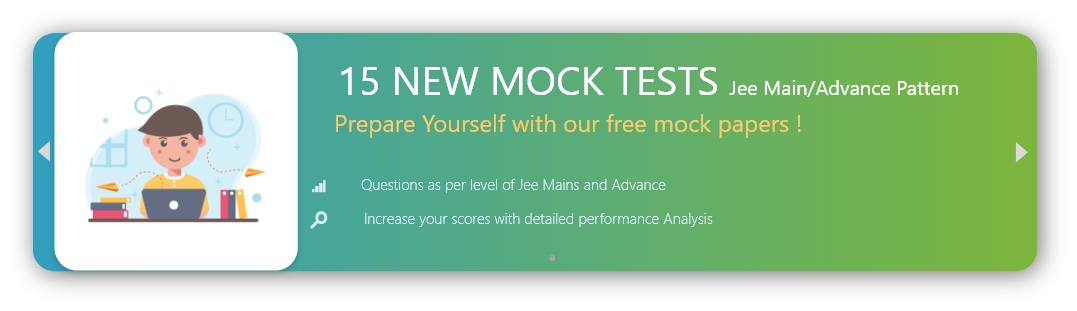 15 NEW MOCK TESTS Jee Main/Advance Pattern
Prepare Yourself with our free mock papers !
Questions as per level of Jee Mains and Advance
Increase your scores with detailed performance Analysis